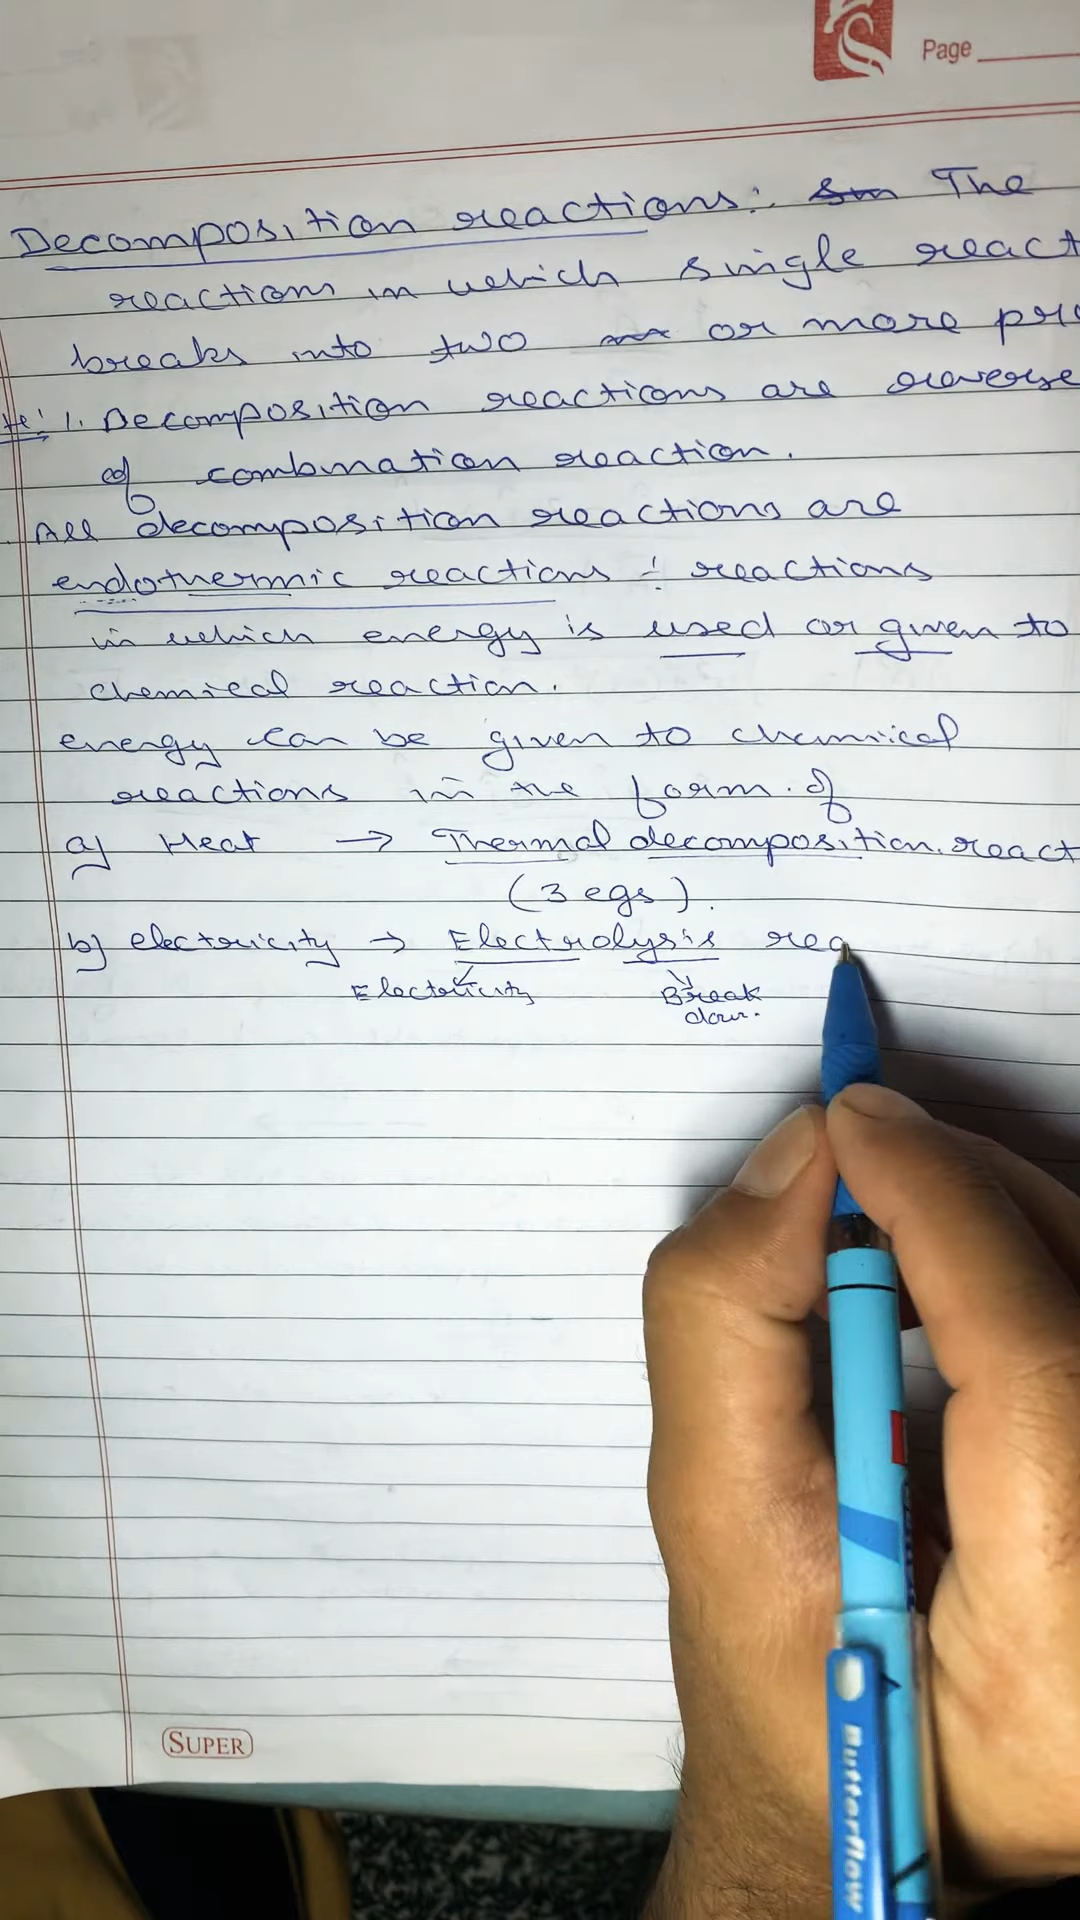 Page
Decomposition reactions: The
reactions in which single react
breaks into two or more pro
te: 1. Decomposition reactions are reverse
of combination reaction.
All decomposition reactions are
endothermic reactions : reactions
in which energy is used or given to
chemical reaction.
energy can be given to chemical
reactions in the form of
a) Heat → Thermal decomposition react
(3 egs).
b) electricity → Electrolysis rea
Electricity Break
down.
SUPER
Butterflow